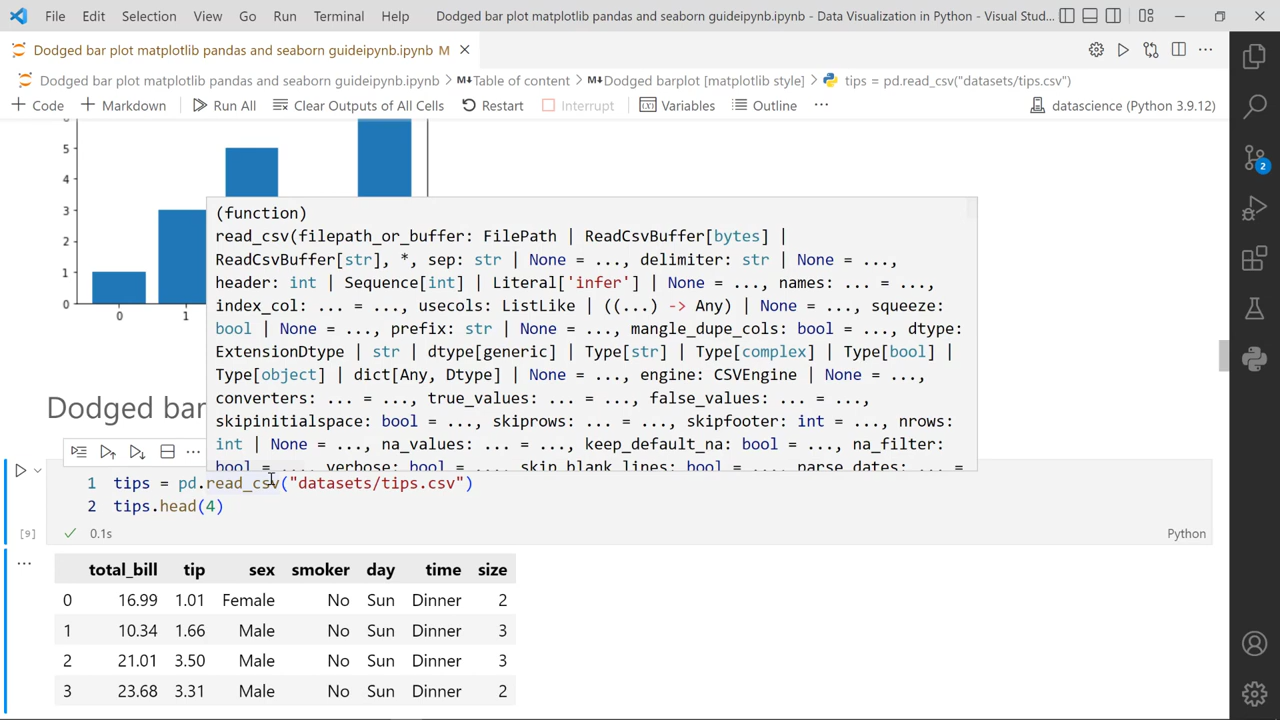 File Edit Selection View Go Run Terminal Help Dodged bar plot matplotlib pandas and seaborn guideipynb.ipynb - Data Visualization in Python - Visual Stud...
Dodged bar plot matplotlib pandas and seaborn guideipynb.ipynb M
Dodged bar plot matplotlib pandas and seaborn guideipynb.ipynb > M↓Table of content > M↓Dodged barplot [matplotlib style] > tips = pd.read_csv("datasets/tips.csv")
+ Code + Markdown Run All Clear Outputs of All Cells Restart Interrupt Variables Outline ... datascience (Python 3.9.12)
2
5
4
3
2
1
0
0 1
(function)
read_csv(filepath_or_buffer: FilePath | ReadCsvBuffer[bytes] |
ReadCsvBuffer[str], *, sep: str | None = ..., delimiter: str | None = ...,
header: int | Sequence[int] | Literal['infer'] | None = ..., names: ... = ...,
index_col: ... = ..., usecols: ListLike | ((...) -> Any) | None = ..., squeeze:
bool | None = ..., prefix: str | None = ..., mangle_dupe_cols: bool = ..., dtype:
ExtensionDtype | str | dtype[generic] | Type[str] | Type[complex] | Type[bool] |
Type[object] | dict[Any, Dtype] | None = ..., engine: CSVEngine | None = ...,
converters: ... = ..., true_values: ... = ..., false_values: ... = ...,
skipinitialspace: bool = ..., skiprows: ... = ..., skipfooter: int = ..., nrows:
int | None = ..., na_values: ... = ..., keep_default_na: bool = ..., na_filter:
bool = ..., verbose: bool = ..., skip_blank_lines: bool = ..., parse_dates: ... =
Dodged bar
1 tips = pd.read_csv("datasets/tips.csv")
2 tips.head(4)
[9] 0.1s Python
total_bill tip sex smoker day time size
0 16.99 1.01 Female No Sun Dinner 2
1 10.34 1.66 Male No Sun Dinner 3
2 21.01 3.50 Male No Sun Dinner 3
3 23.68 3.31 Male No Sun Dinner 2